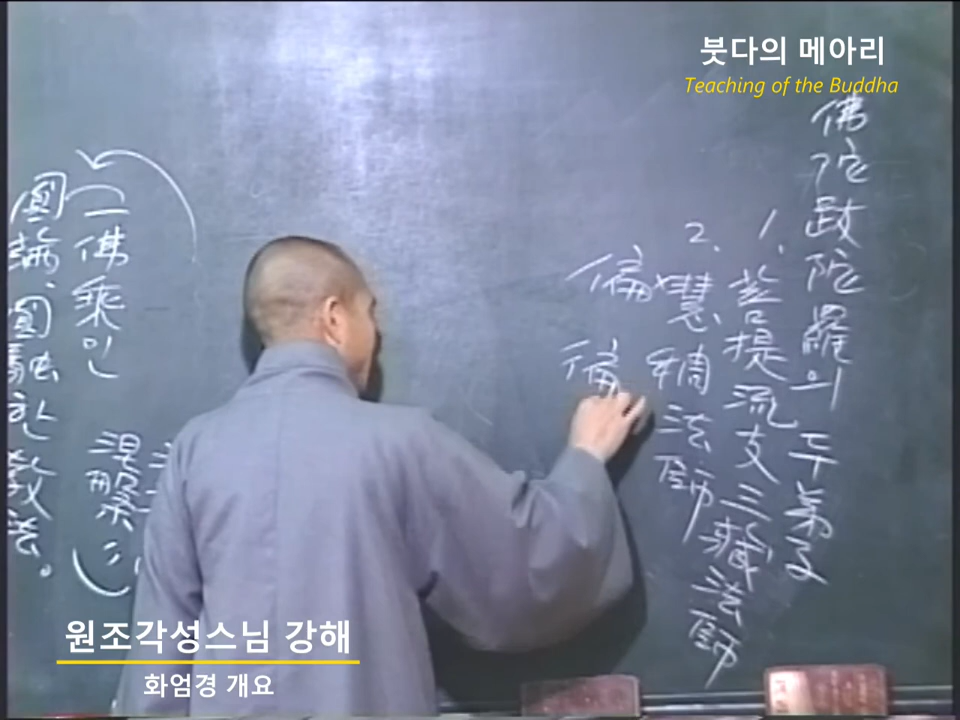 붓다의 메아리
Teaching of the Buddha
佛陀跋陀羅의 두 弟子
1. 菩提流支三藏法師
2. 慧稠法師
偏
偏
一佛乘인
涅槃
圓滿、圓融한 敎法。
원조각성스님 강해
화엄경 개요